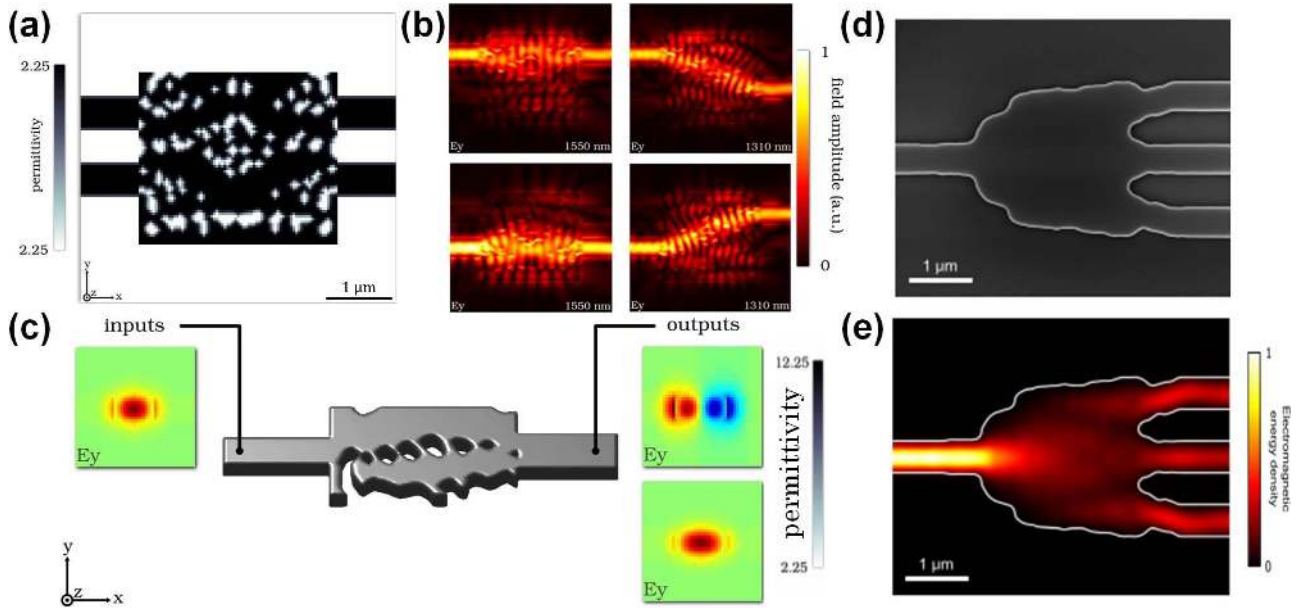 (a)
2.25
permittivity
2.25
y
z
x
1 μm
(b)
Ey
1550 nm
Ey
1310 nm
Ey
1550 nm
Ey
1310 nm
1
field amplitude (a.u.)
0
(c)
inputs
outputs
Ey
Ey
Ey
12.25
permittivity
2.25
y
z
x
(d)
1 μm
(e)
1 μm
1
Electromagnetic
energy density
0